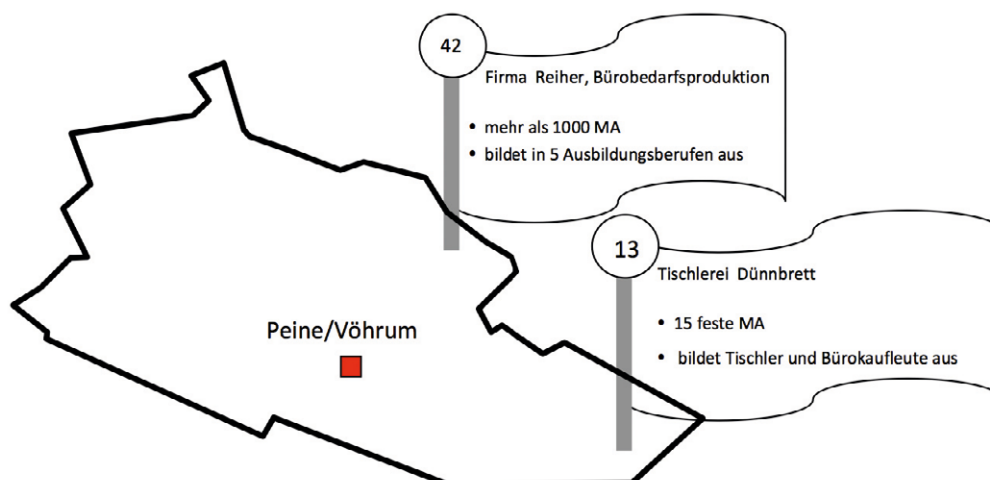 42
Firma Reiher, Bürobedarfsproduktion
• mehr als 1000 MA
• bildet in 5 Ausbildungsberufen aus
13
Tischlerei Dünnbrett
• 15 feste MA
• bildet Tischler und Bürokaufleute aus
Peine/Vöhrum